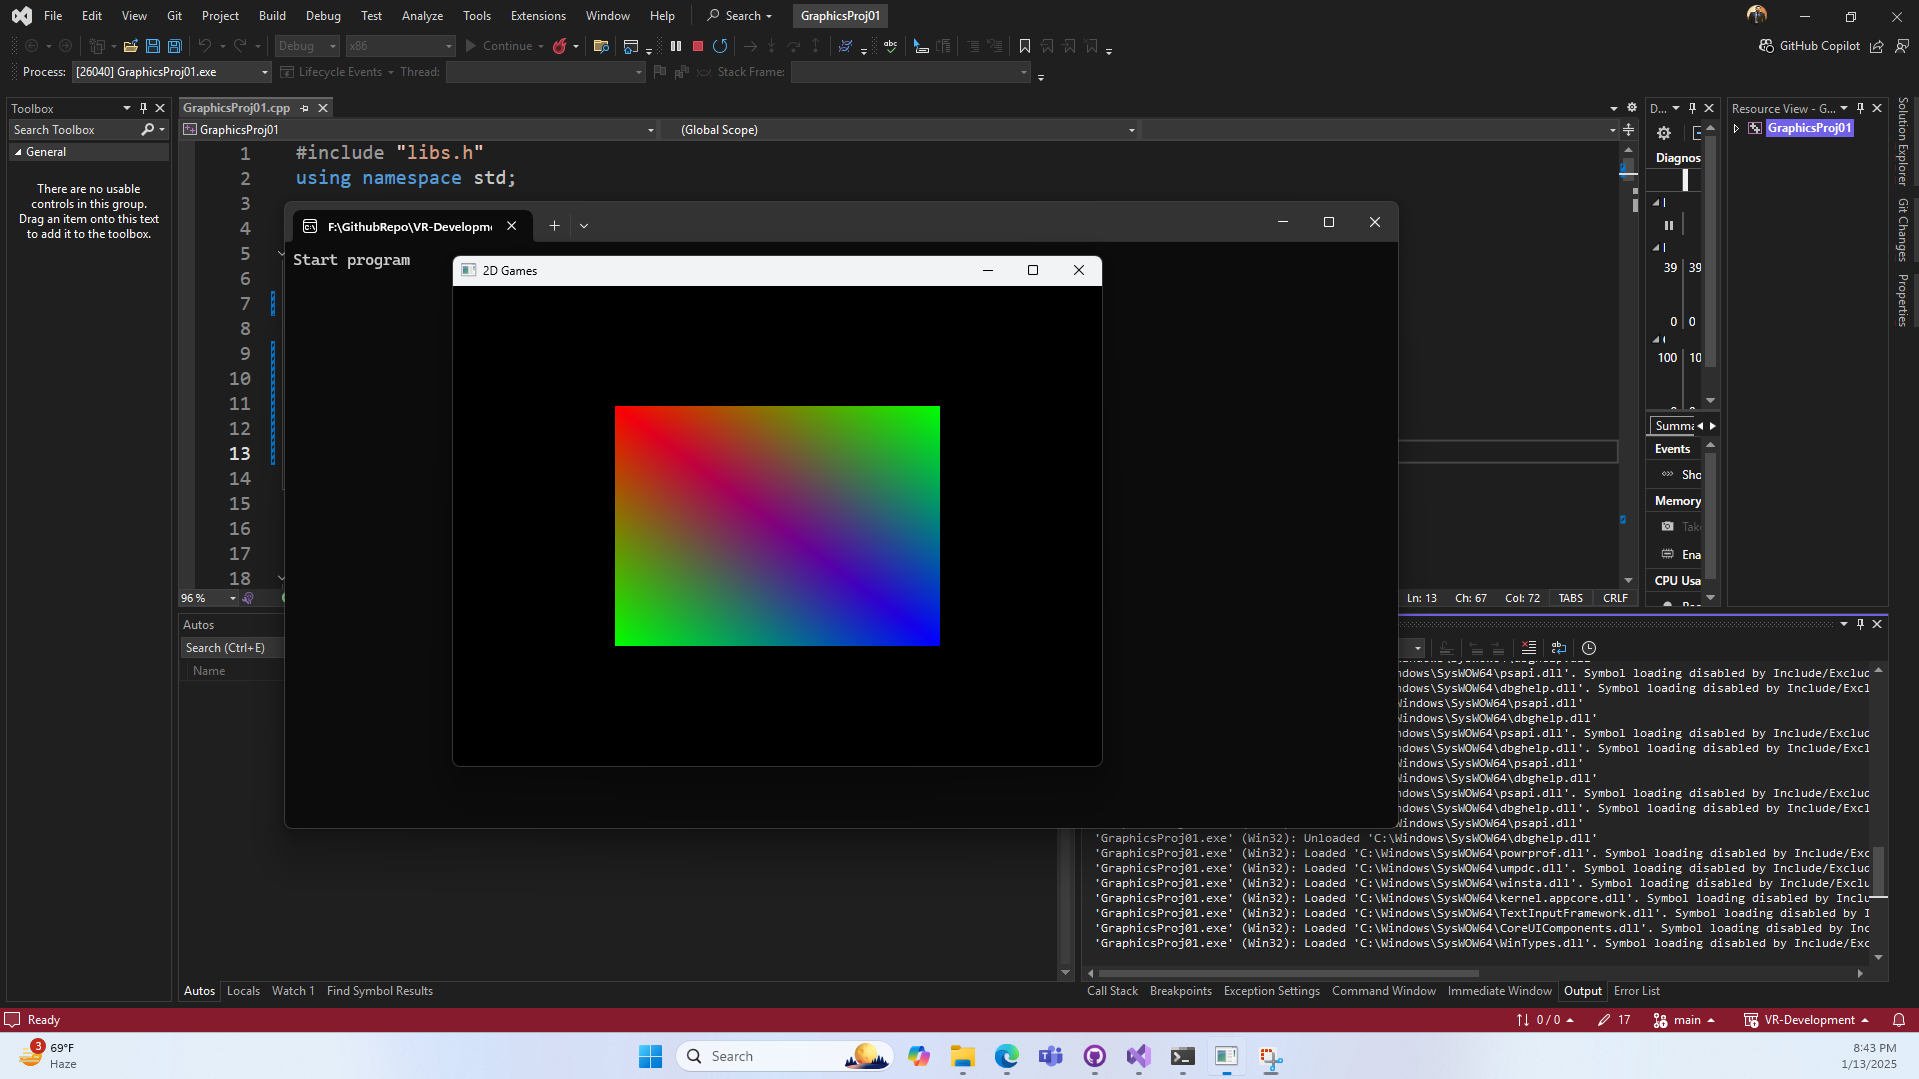 File Edit View Git Project Build Debug Test Analyze Tools Extensions Window Help Search GraphicsProj01
Debug x86 Continue GitHub Copilot
Process: [26040] GraphicsProj01.exe Lifecycle Events Thread: Stack Frame:
Toolbox
Search Toolbox
General
There are no usable
controls in this group.
Drag an item onto this text
to add it to the toolbox.
GraphicsProj01.cpp
GraphicsProj01 (Global Scope)
1 #include "libs.h"
2 using namespace std;
3
4
5
6
7
8
9
10
11
12
13
14
15
16
17
18
96 %
Ln: 13 Ch: 67 Col: 72 TABS CRLF
F:\GithubRepo\VR-Developm
Start program
2D Games
D...
Diagnos
39 39
0 0
100 10
Summa
Events
Sho
Memory
Tak
Ena
CPU Usa
Resource View - G...
GraphicsProj01
Solution Explorer
Git Changes
Properties
Autos
Search (Ctrl+E)
Name
Autos Locals Watch 1 Find Symbol Results
indows\SysWOW64\psapi.dll'. Symbol loading disabled by Include/Exclud
ndows\SysWOW64\dbghelp.dll'. Symbol loading disabled by Include/Excl
indows\SysWOW64\psapi.dll'
indows\SysWOW64\dbghelp.dll'
indows\SysWOW64\psapi.dll'. Symbol loading disabled by Include/Exclud
ndows\SysWOW64\dbghelp.dll'. Symbol loading disabled by Include/Excl
indows\SysWOW64\psapi.dll'
indows\SysWOW64\dbghelp.dll'
indows\SysWOW64\psapi.dll'. Symbol loading disabled by Include/Exclud
ndows\SysWOW64\dbghelp.dll'. Symbol loading disabled by Include/Excl
indows\SysWOW64\psapi.dll'
'GraphicsProj01.exe' (Win32): Unloaded 'C:\Windows\SysWOW64\dbghelp.dll'
'GraphicsProj01.exe' (Win32): Loaded 'C:\Windows\SysWOW64\powrprof.dll'. Symbol loading disabled by Include/Exc
'GraphicsProj01.exe' (Win32): Loaded 'C:\Windows\SysWOW64\umpdc.dll'. Symbol loading disabled by Include/Exclud
'GraphicsProj01.exe' (Win32): Loaded 'C:\Windows\SysWOW64\winsta.dll'. Symbol loading disabled by Include/Exclu
'GraphicsProj01.exe' (Win32): Loaded 'C:\Windows\SysWOW64\kernel.appcore.dll'. Symbol loading disabled by Inclu
'GraphicsProj01.exe' (Win32): Loaded 'C:\Windows\SysWOW64\TextInputFramework.dll'. Symbol loading disabled by I
'GraphicsProj01.exe' (Win32): Loaded 'C:\Windows\SysWOW64\CoreUIComponents.dll'. Symbol loading disabled by Inc
'GraphicsProj01.exe' (Win32): Loaded 'C:\Windows\SysWOW64\WinTypes.dll'. Symbol loading disabled by Include/Exc
Call Stack Breakpoints Exception Settings Command Window Immediate Window Output Error List
Ready 0 / 0 17 main VR-Development
3 69°F
Haze
Search
8:43 PM
1/13/2025